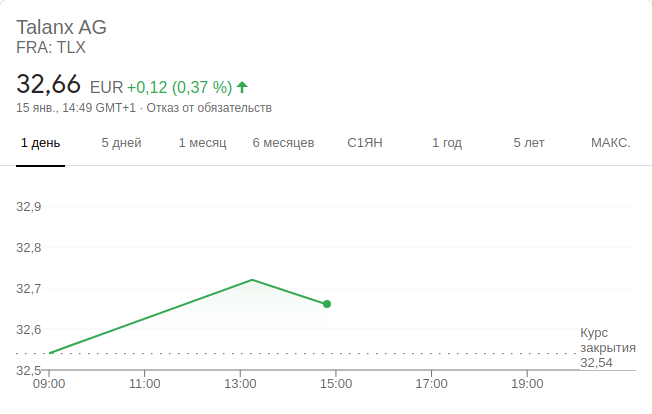 Talanx AG
FRA: TLX
32,66 EUR +0,12 (0,37 %)
15 янв., 14:49 GMT+1 · Отказ от обязательств
1 день 5 дней 1 месяц 6 месяцев С1ЯН 1 год 5 лет МАКС.
32,9
32,8
32,7
32,6
Курс
закрытия
32,54
32,5
09:00 11:00 13:00 15:00 17:00 19:00